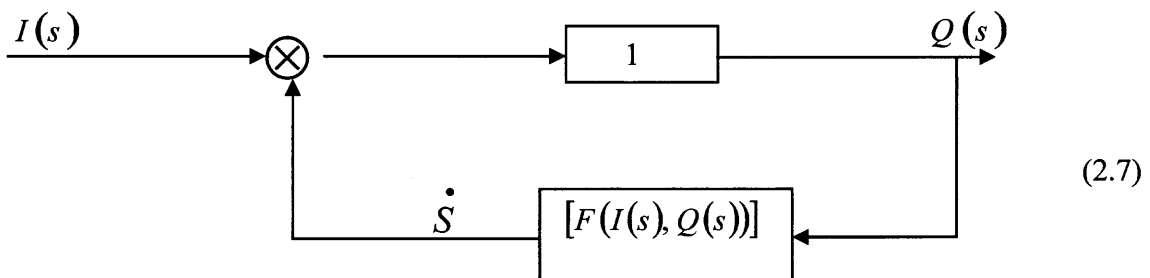 I(s)
Q(s)
1
(2.7)
Ṡ
[F(I(s), Q(s))]